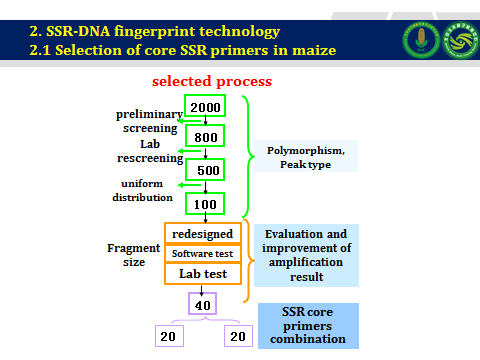 2. SSR-DNA fingerprint technology
2.1 Selection of core SSR primers in maize
selected process
2000
preliminary
screening
800
Lab
rescreening
500
uniform
distribution
100
Polymorphism,
Peak type
redesigned
Software test
Lab test
Fragment
size
Evaluation and
improvement of
amplification
result
40
20
20
SSR core
primers
combination